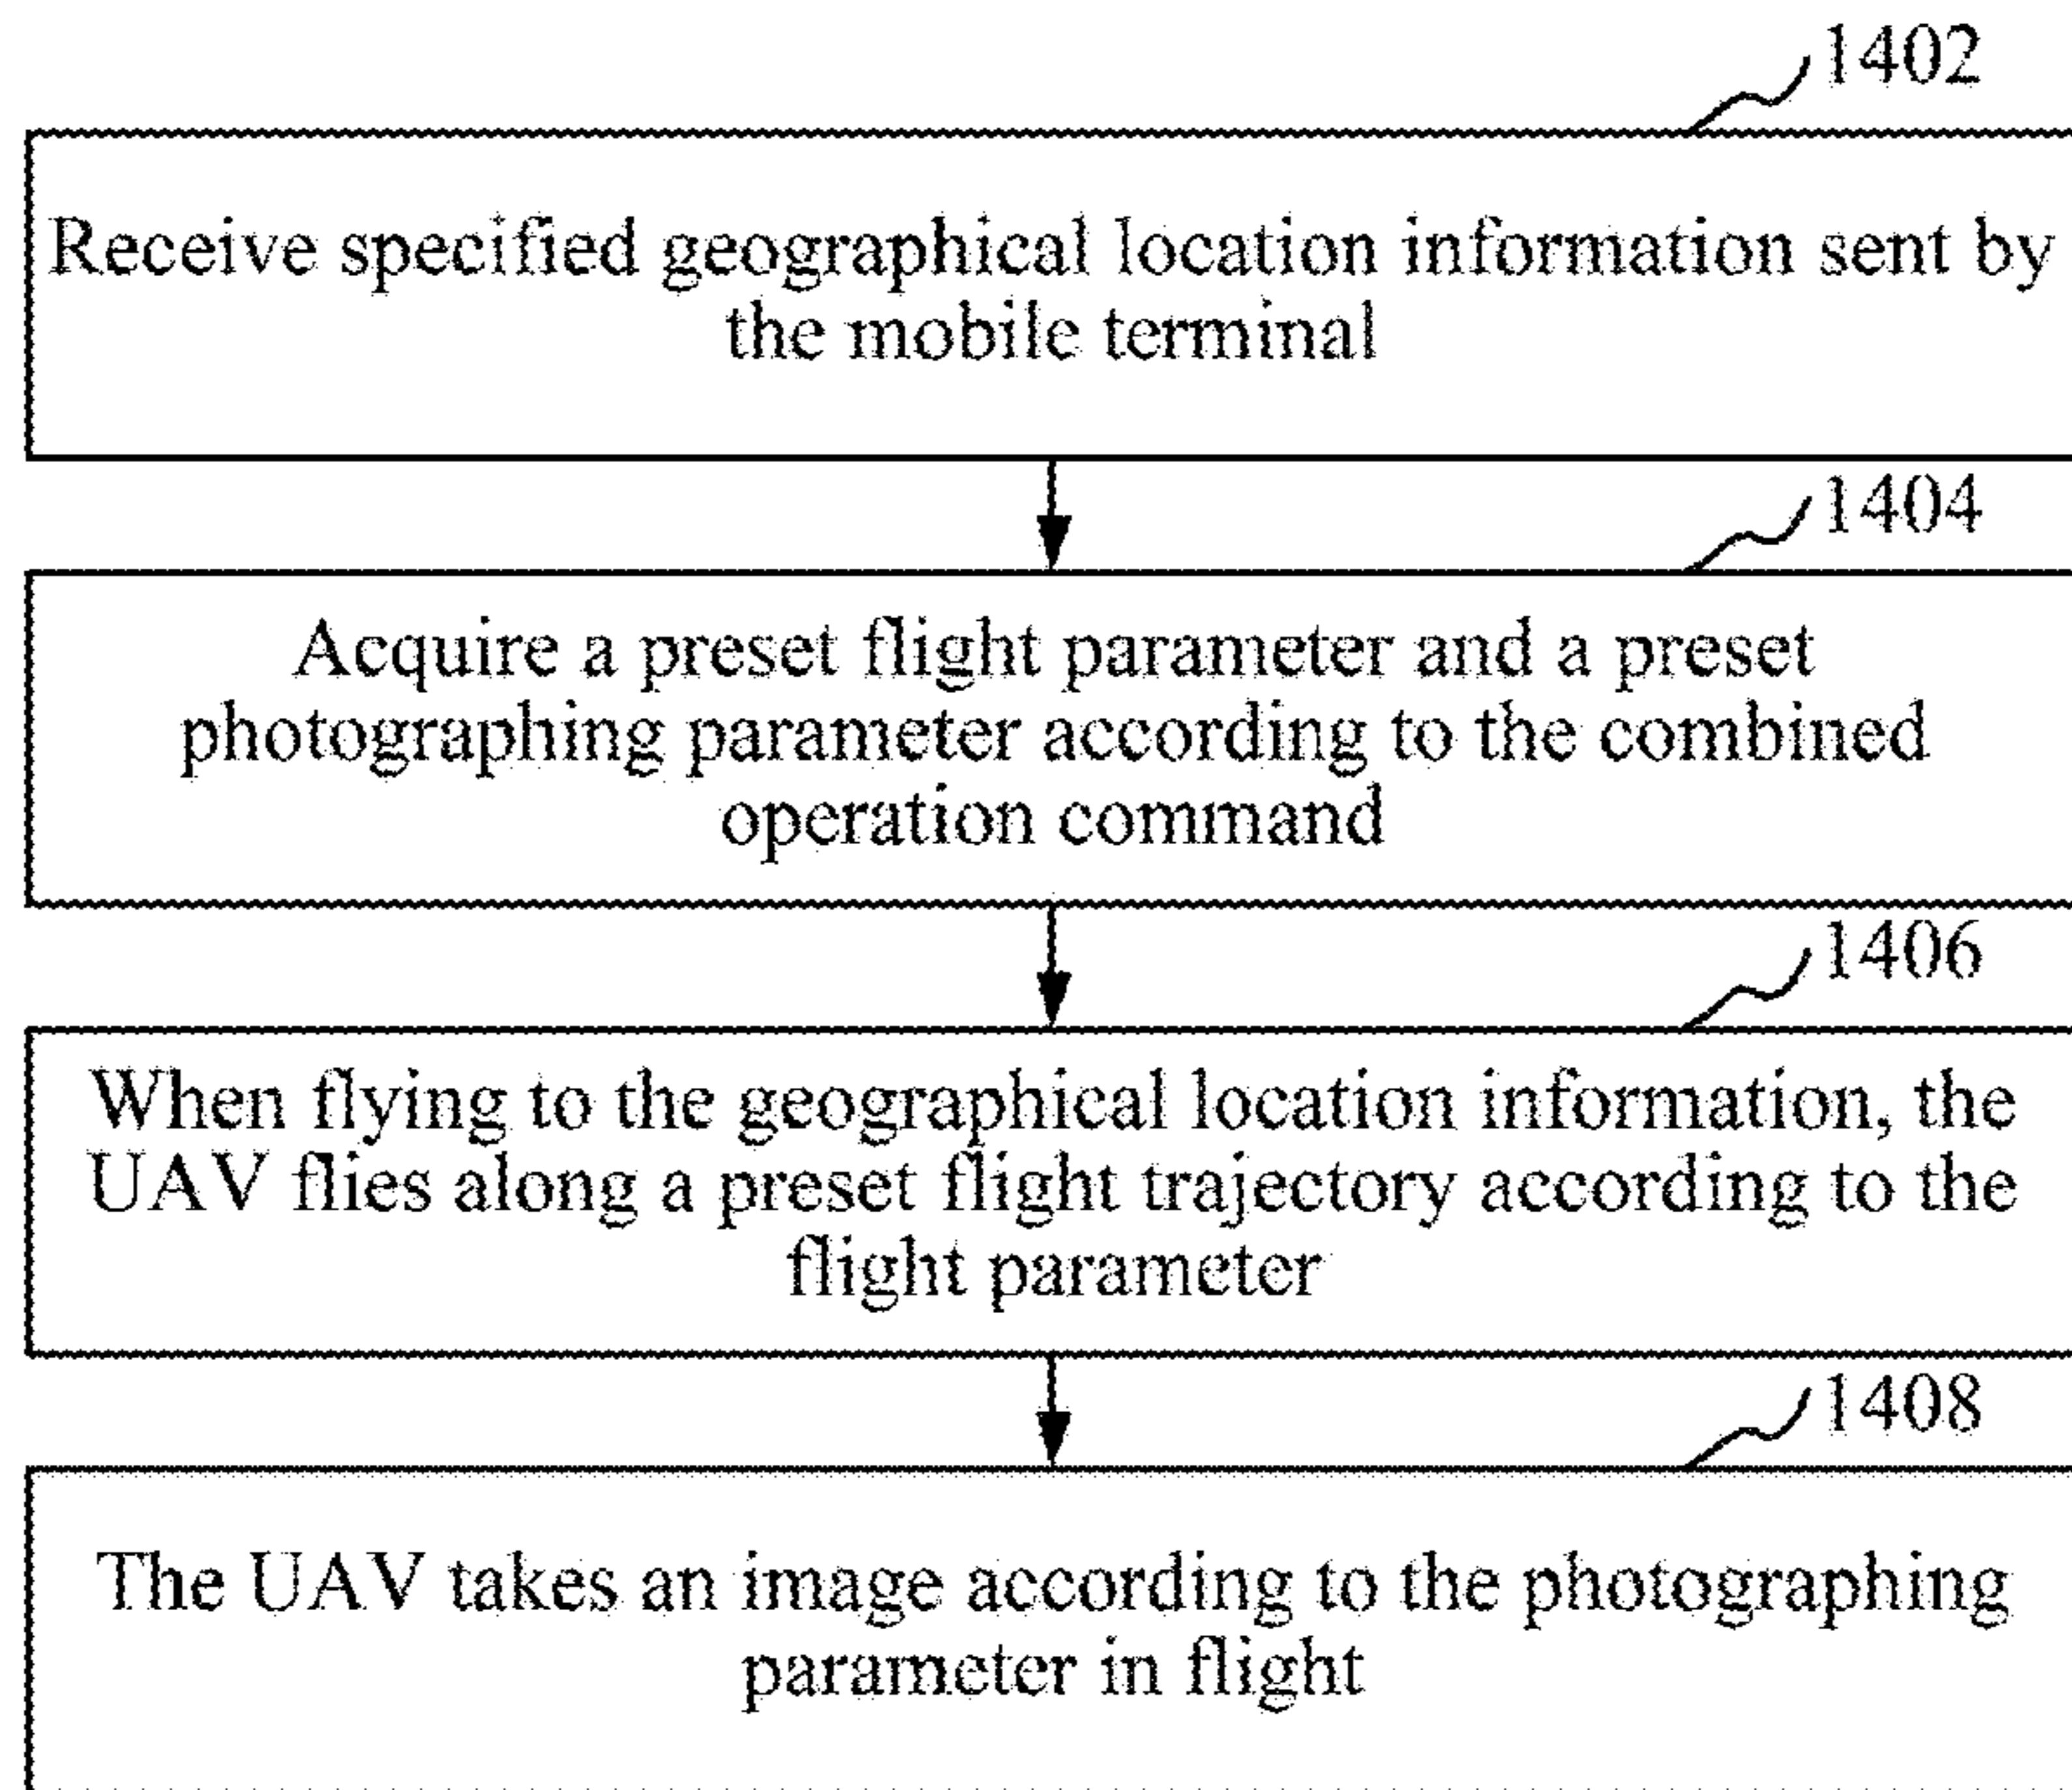 1402
Receive specified geographical location information sent by
the mobile terminal
1404
Acquire a preset flight parameter and a preset
photographing parameter according to the combined
operation command
1406
When flying to the geographical location information, the
UAV flies along a preset flight trajectory according to the
flight parameter
1408
The UAV takes an image according to the photographing
parameter in flight